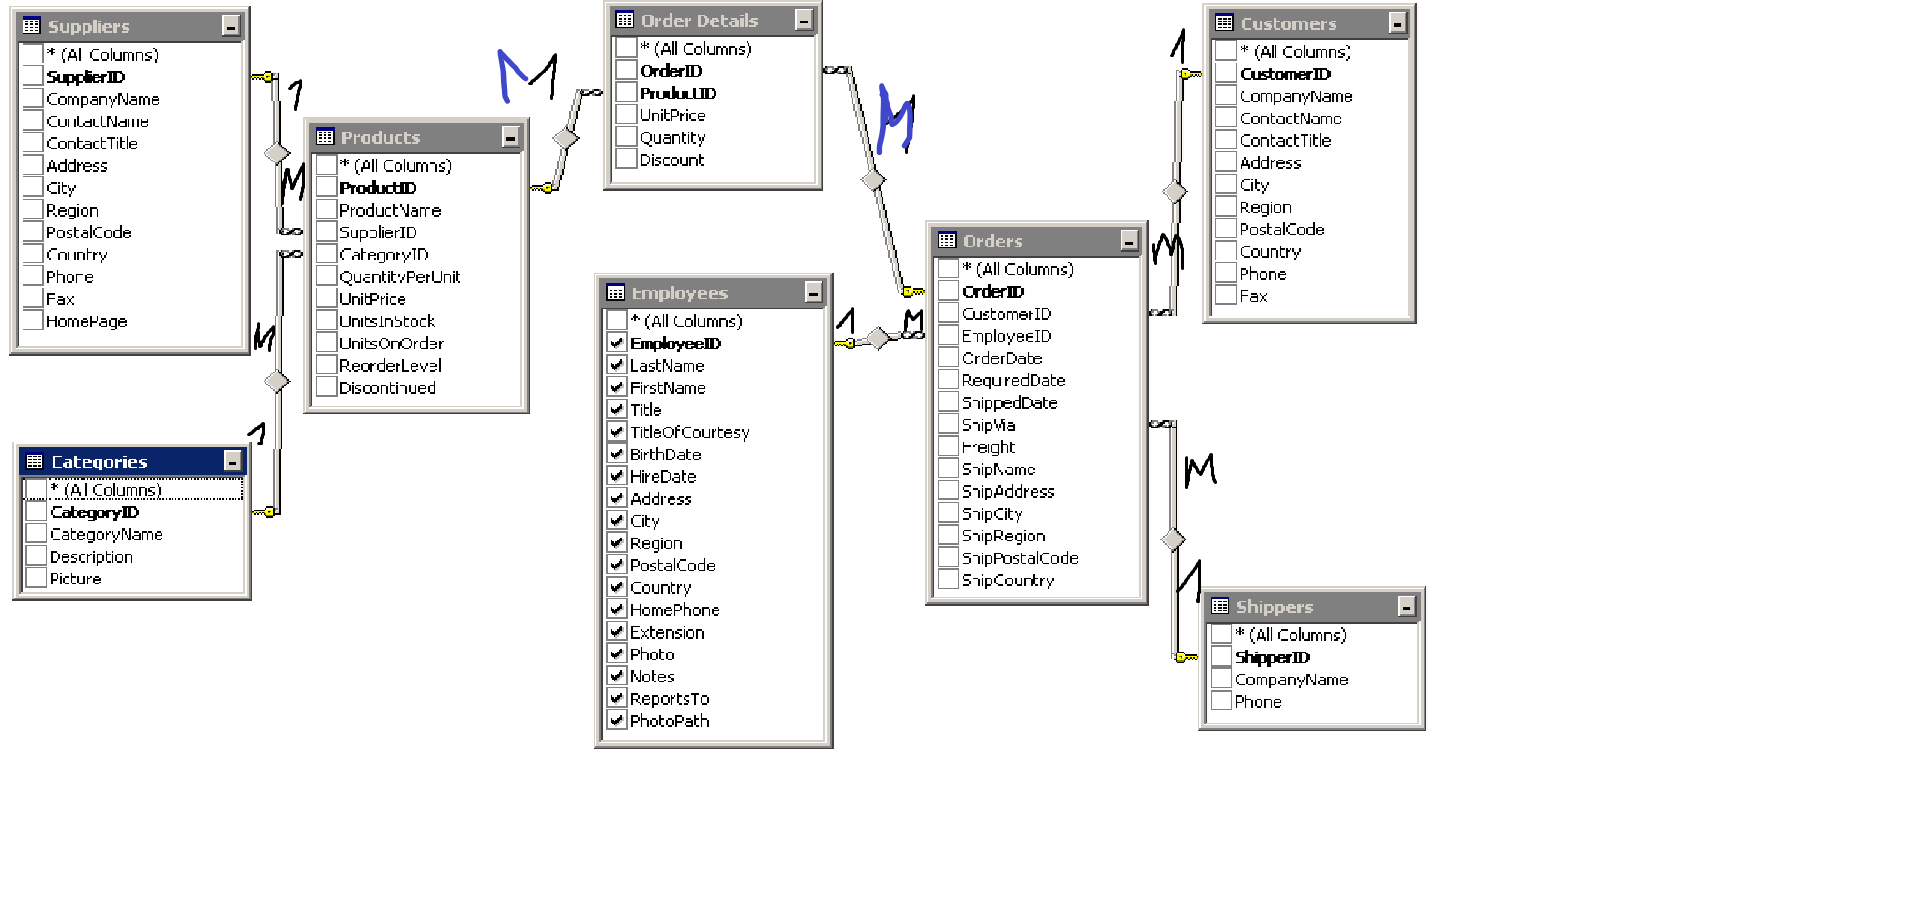 Suppliers
* (All Columns)
SupplierID
CompanyName
ContactName
ContactTitle
Address
City
Region
PostalCode
Country
Phone
Fax
HomePage
1
M
Categories
* (All Columns)
CategoryID
CategoryName
Description
Picture
1
M
Products
* (All Columns)
ProductID
ProductName
SupplierID
CategoryID
QuantityPerUnit
UnitPrice
UnitsInStock
UnitsOnOrder
ReorderLevel
Discontinued
M M
Order Details
* (All Columns)
OrderID
ProductID
UnitPrice
Quantity
Discount
M
Employees
* (All Columns)
EmployeeID
LastName
FirstName
Title
TitleOfCourtesy
BirthDate
HireDate
Address
City
Region
PostalCode
Country
HomePhone
Extension
Photo
Notes
ReportsTo
PhotoPath
1 M
Orders
* (All Columns)
OrderID
CustomerID
EmployeeID
OrderDate
RequiredDate
ShippedDate
ShipVia
Freight
ShipName
ShipAddress
ShipCity
ShipRegion
ShipPostalCode
ShipCountry
1
M
Customers
* (All Columns)
CustomerID
CompanyName
ContactName
ContactTitle
Address
City
Region
PostalCode
Country
Phone
Fax
M
1
Shippers
* (All Columns)
ShipperID
CompanyName
Phone